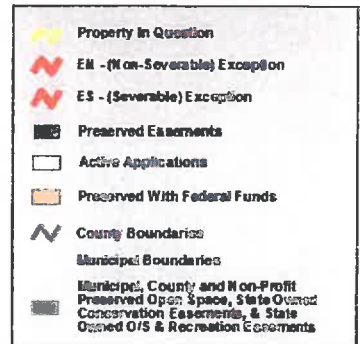 Property In Question
EN - (Non-Severable) Exception
ES - (Severable) Exception
Preserved Easements
Active Applications
Preserved With Federal Funds
County Boundaries
Municipal Boundaries
Municipal, County and Non-Profit
Preserved Open Space, State Owned
Conservation Easements, & State
Owned O/S & Recreation Easements